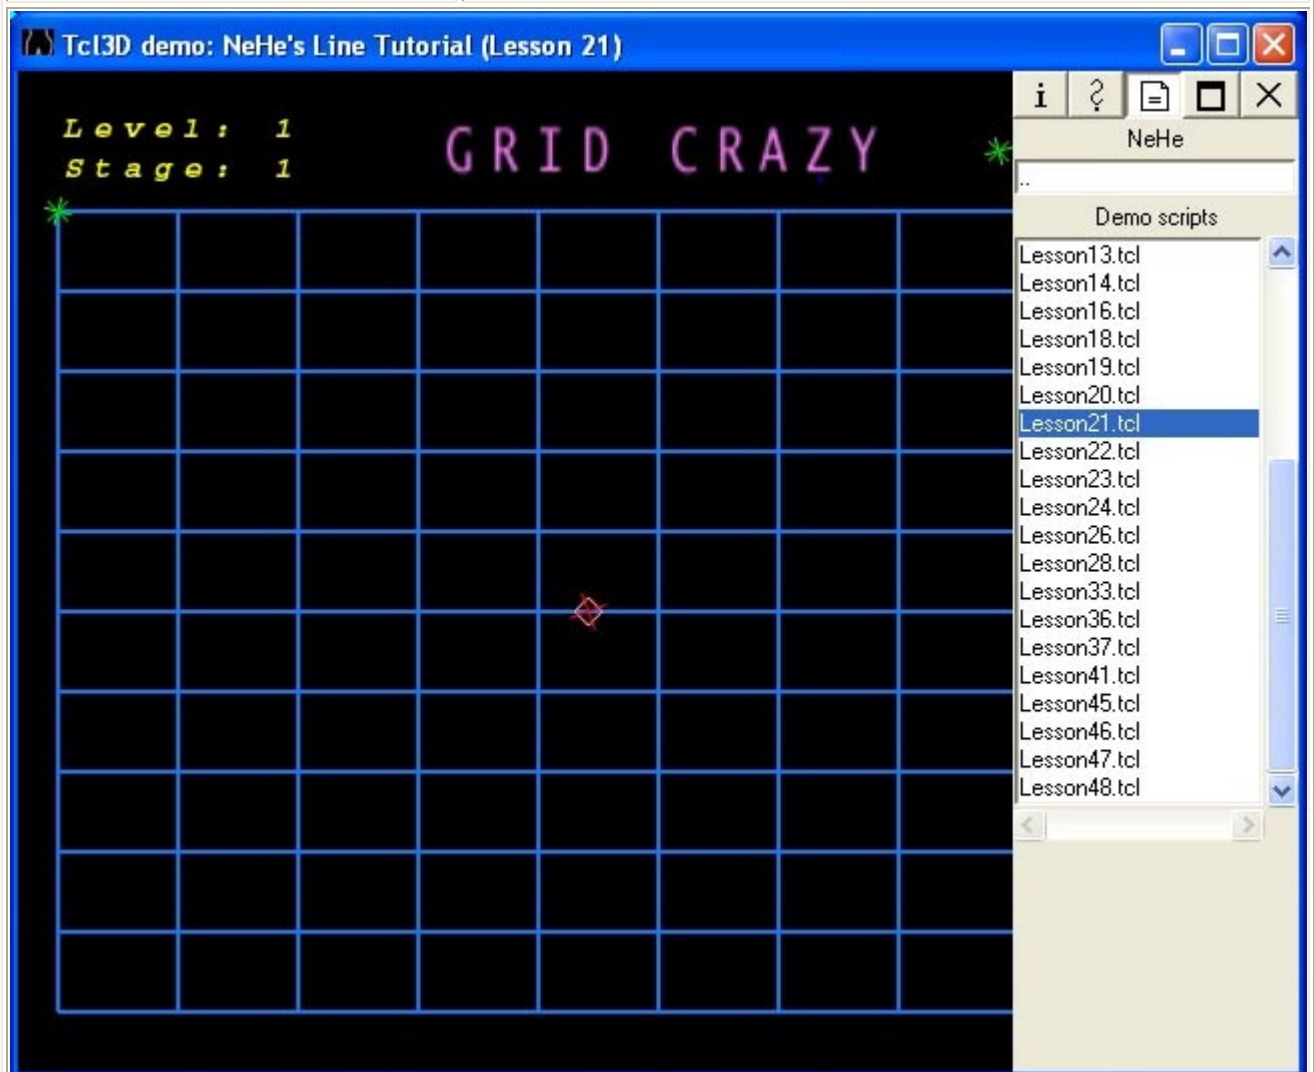 Tcl3D demo: NeHe's Line Tutorial (Lesson 21)
Level: 1
Stage: 1
GRID CRAZY
NeHe
..
Demo scripts
Lesson13.tcl
Lesson14.tcl
Lesson16.tcl
Lesson18.tcl
Lesson19.tcl
Lesson20.tcl
Lesson21.tcl
Lesson22.tcl
Lesson23.tcl
Lesson24.tcl
Lesson26.tcl
Lesson28.tcl
Lesson33.tcl
Lesson36.tcl
Lesson37.tcl
Lesson41.tcl
Lesson45.tcl
Lesson46.tcl
Lesson47.tcl
Lesson48.tcl